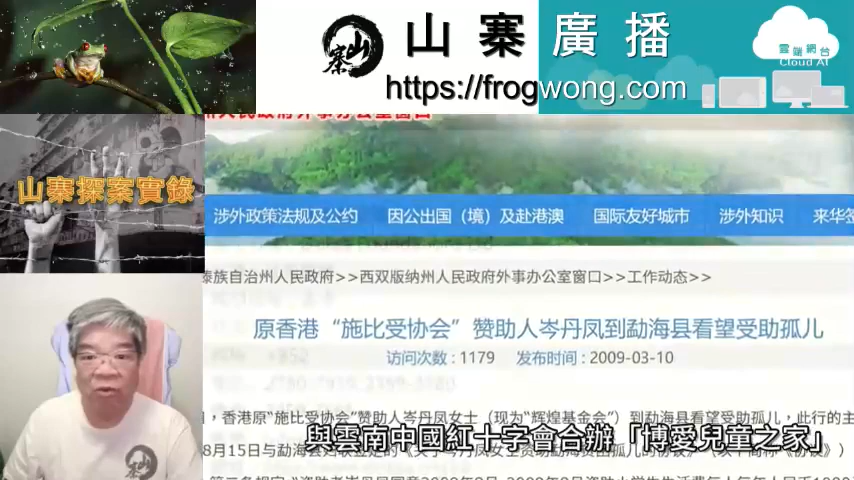 山寨廣播
https://frogwong.com
雲端網台
Cloud AI
山寨探案實錄
涉外政策法规及公约 因公出国（境）及赴港澳 国际友好城市 涉外知识 来华签
傣族自治州人民政府>>西双版纳州人民政府外事办公室窗口>>工作动态>>
原香港“施比受协会”赞助人岑丹凤到勐海县看望受助孤儿
访问次数：1179 发布时间：2009-03-10
，香港原“施比受协会”赞助人岑丹凤女士（现为“辉煌基金会”）到勐海县看望受助孤儿，此行的主
與雲南中國紅十字會合辦「博愛兒童之家」
山寨